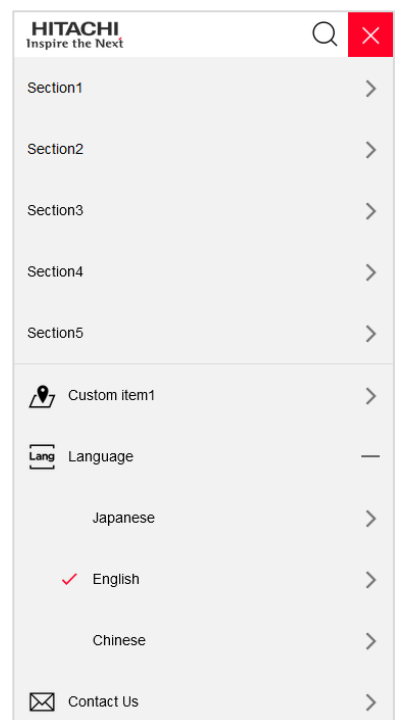 HITACHI
Inspire the Next
Section1
Section2
Section3
Section4
Section5
Custom item1
Lang Language
Japanese
English
Chinese
Contact Us